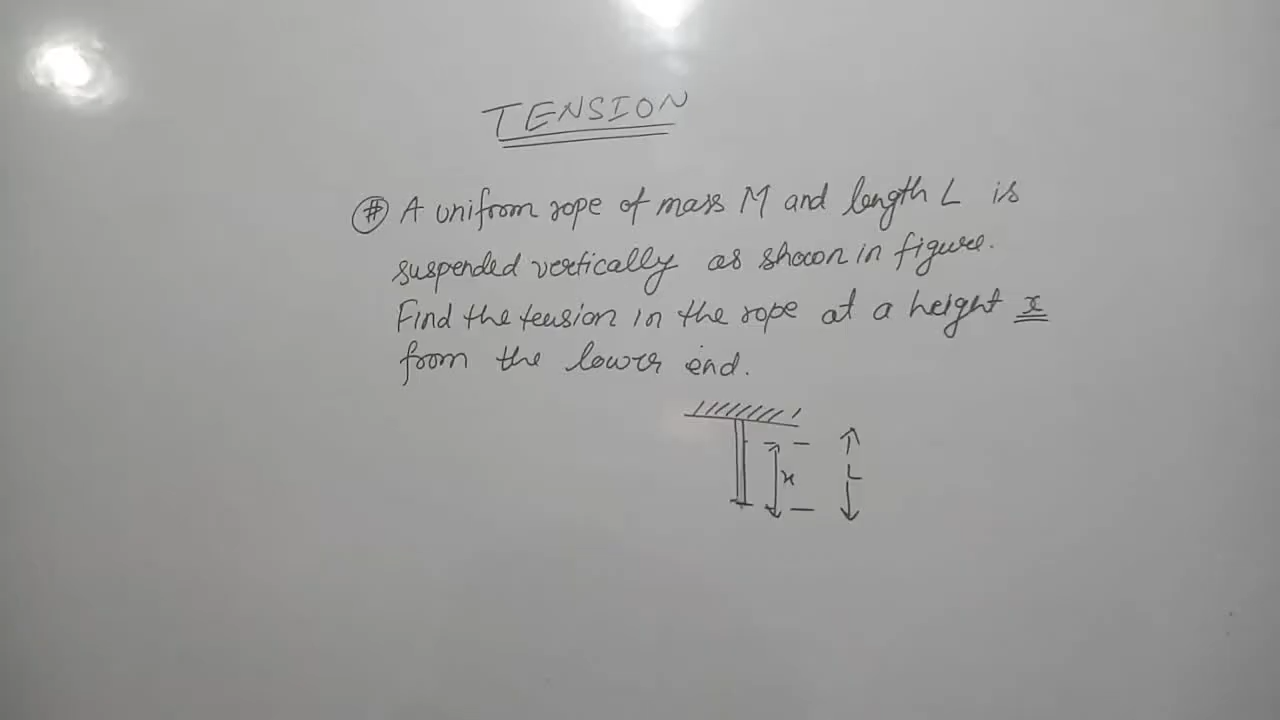 TENSION
# A uniform rope of mass M and length L is
suspended vertically as shown in figure.
Find the tension in the rope at a height x
from the lower end.
x
L